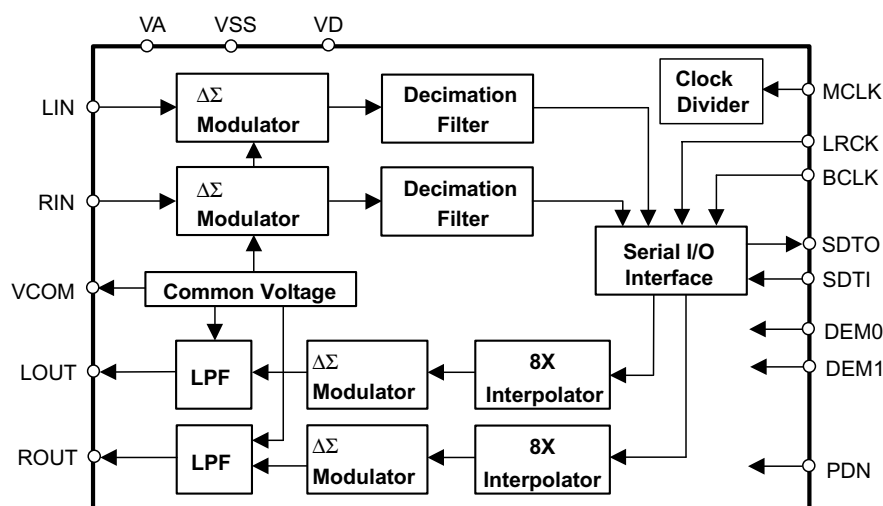 VA VSS VD
LIN
ΔΣ
Modulator
Decimation
Filter
Clock
Divider
MCLK
LRCK
BCLK
RIN
ΔΣ
Modulator
Decimation
Filter
Serial I/O
Interface
SDTO
SDTI
VCOM
Common Voltage
DEM0
DEM1
LOUT
LPF
ΔΣ
Modulator
8X
Interpolator
ROUT
LPF
ΔΣ
Modulator
8X
Interpolator
PDN